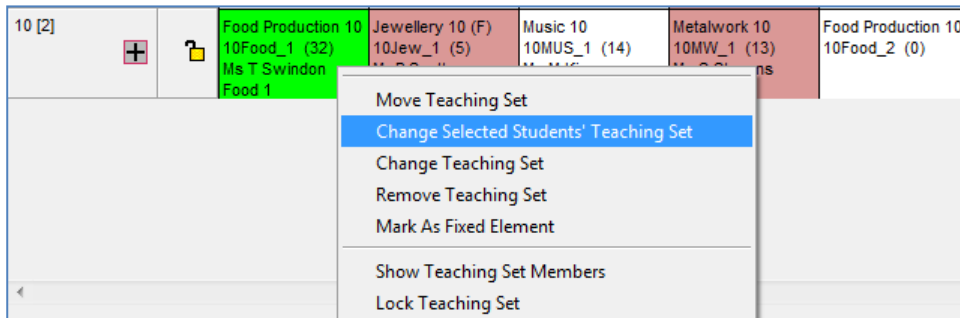 10 [2]
Food Production 10
10Food_1 (32)
Ms T Swindon
Food 1
Jewellery 10 (F)
10Jew_1 (5)
Music 10
10MUS_1 (14)
Metalwork 10
10MW_1 (13)
Food Production 10
10Food_2 (0)
Move Teaching Set
Change Selected Students' Teaching Set
Change Teaching Set
Remove Teaching Set
Mark As Fixed Element
Show Teaching Set Members
Lock Teaching Set